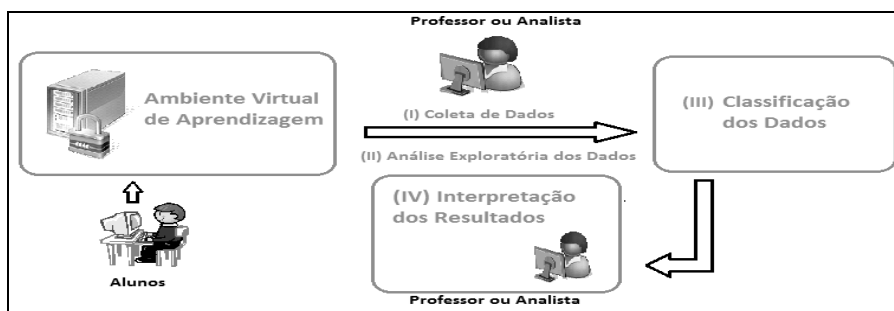 Professor ou Analista
Ambiente Virtual
de Aprendizagem
(I) Coleta de Dados
(II) Análise Exploratória dos Dados
(III) Classificação
dos Dados
(IV) Interpretação
dos Resultados
Alunos
Professor ou Analista